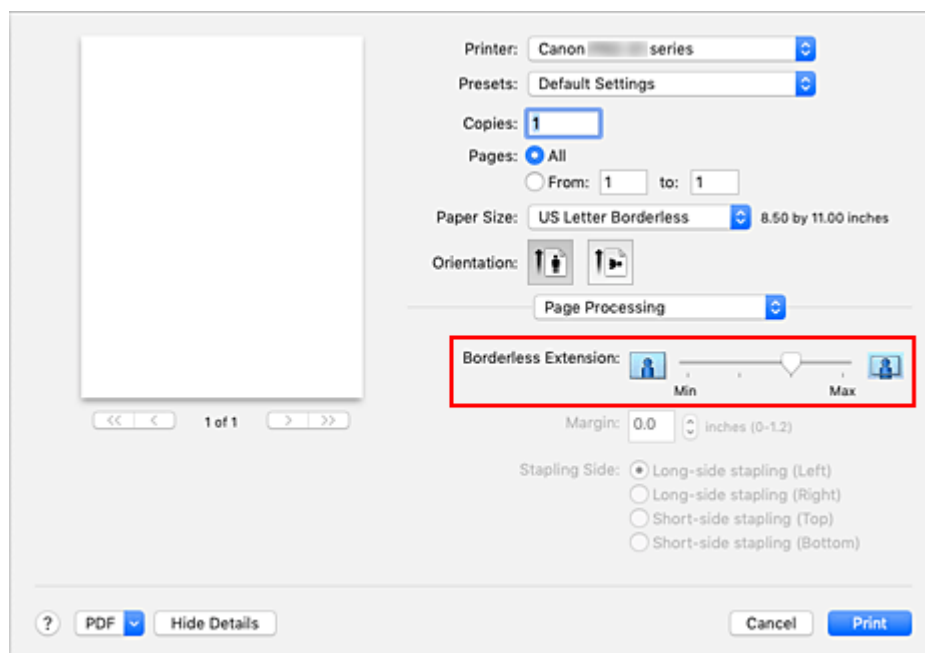 Printer: Canon series
Presets: Default Settings
Copies: 1
Pages: All
From: 1 to: 1
Paper Size: US Letter Borderless 8.50 by 11.00 inches
Orientation:
Page Processing
Borderless Extension:
Min Max
<< < 1 of 1 > >>
Margin: 0.0 inches (0-1.2)
Stapling Side: Long-side stapling (Left)
Long-side stapling (Right)
Short-side stapling (Top)
Short-side stapling (Bottom)
? PDF Hide Details Cancel Print